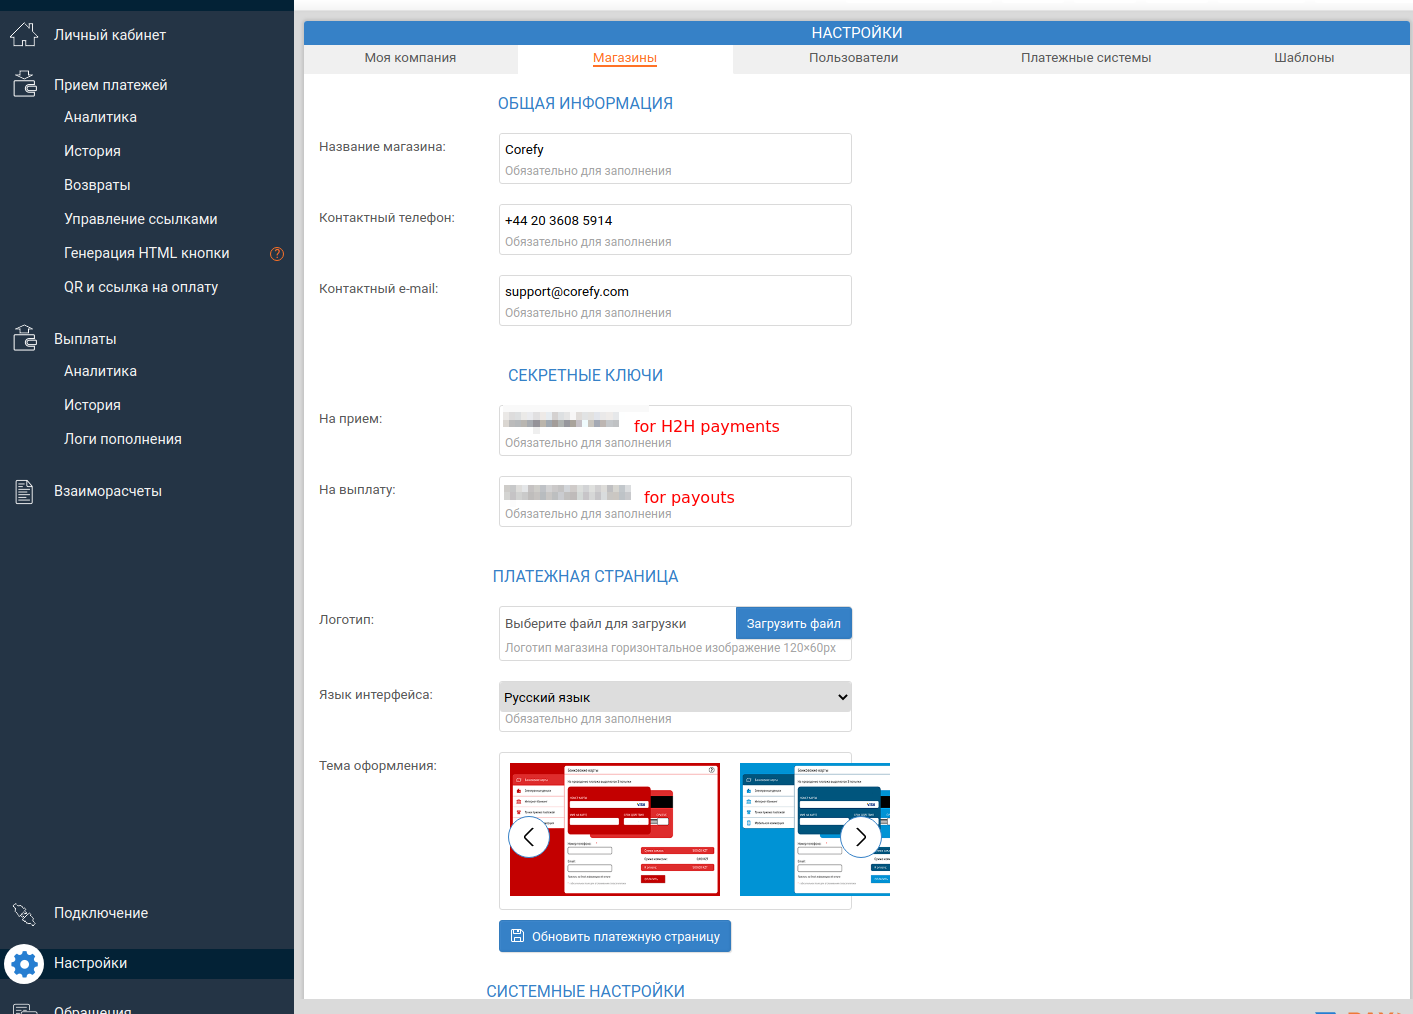 Личный кабинет
Прием платежей
Аналитика
История
Возвраты
Управление ссылками
Генерация HTML кнопки
?
QR и ссылка на оплату
Выплаты
Аналитика
История
Логи пополнения
Взаиморасчеты
Подключение
Настройки
Обращения
НАСТРОЙКИ
Моя компания
Магазины
Пользователи
Платежные системы
Шаблоны
ОБЩАЯ ИНФОРМАЦИЯ
Название магазина:
Corefy
Обязательно для заполнения
Контактный телефон:
+44 20 3608 5914
Обязательно для заполнения
Контактный e-mail:
support@corefy.com
Обязательно для заполнения
СЕКРЕТНЫЕ КЛЮЧИ
На прием:
for H2H payments
Обязательно для заполнения
На выплату:
for payouts
Обязательно для заполнения
ПЛАТЕЖНАЯ СТРАНИЦА
Логотип:
Выберите файл для загрузки
Загрузить файл
Логотип магазина горизонтальное изображение 120×60px
Язык интерфейса:
Русский язык
Обязательно для заполнения
Тема оформления:
Обновить платежную страницу
СИСТЕМНЫЕ НАСТРОЙКИ